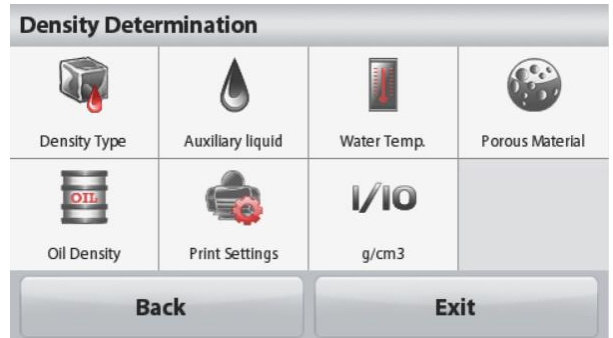 Density Determination
Density Type
Auxiliary liquid
Water Temp.
Porous Material
OIL
Oil Density
Print Settings
I/IO
g/cm3
Back
Exit